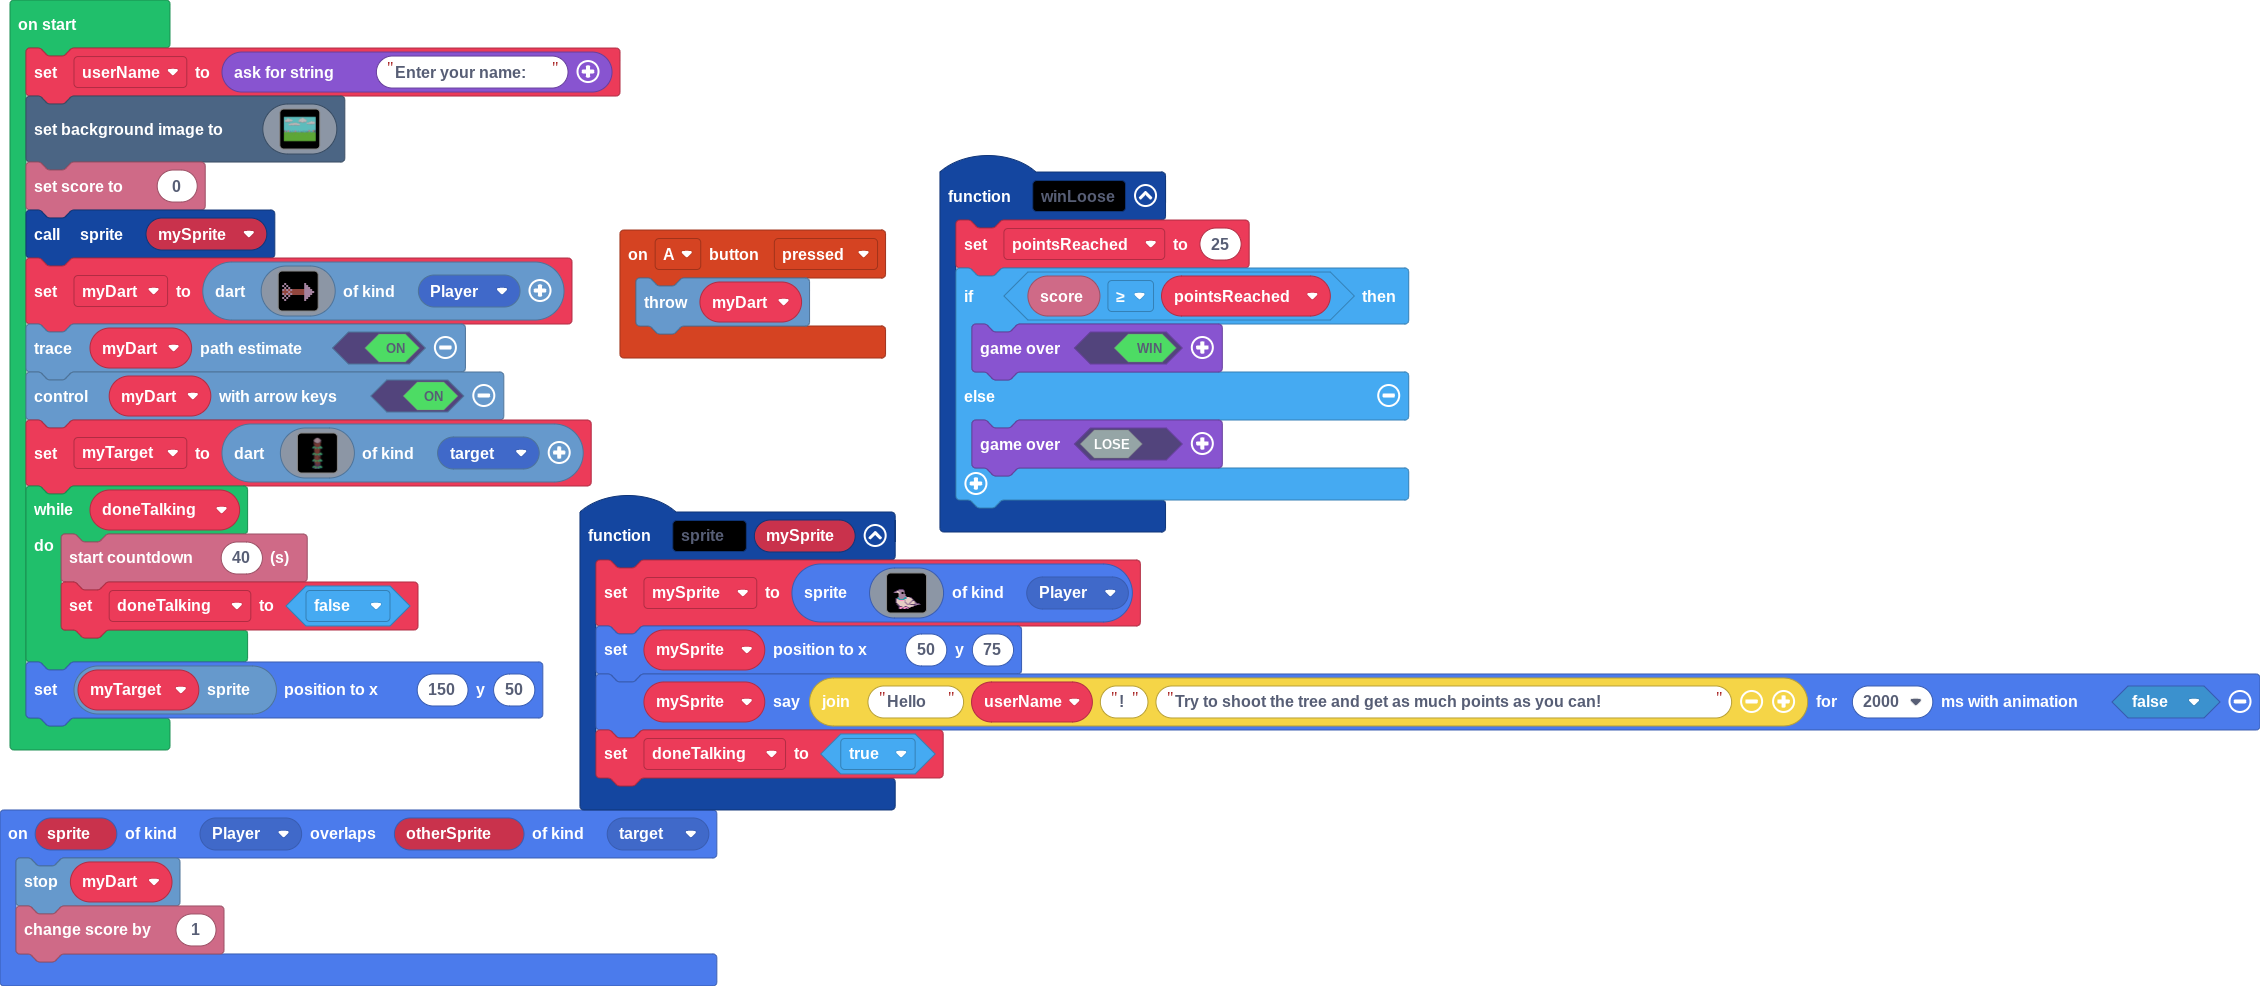 on start
set userName to ask for string "Enter your name: "
set background image to
set score to 0
call sprite mySprite
set myDart to dart of kind Player
trace myDart path estimate ON
control myDart with arrow keys ON
set myTarget to dart of kind target
while doneTalking
do
start countdown 40 (s)
set doneTalking to false
set myTarget sprite position to x 150 y 50
on A button pressed
throw myDart
function winLoose
set pointsReached to 25
if score ≥ pointsReached then
game over WIN
else
game over LOSE
function sprite mySprite
set mySprite to sprite of kind Player
set mySprite position to x 50 y 75
mySprite say join "Hello " userName "! " "Try to shoot the tree and get as much points as you can! " for 2000 ms with animation false
set doneTalking to true
on sprite of kind Player overlaps otherSprite of kind target
stop myDart
change score by 1